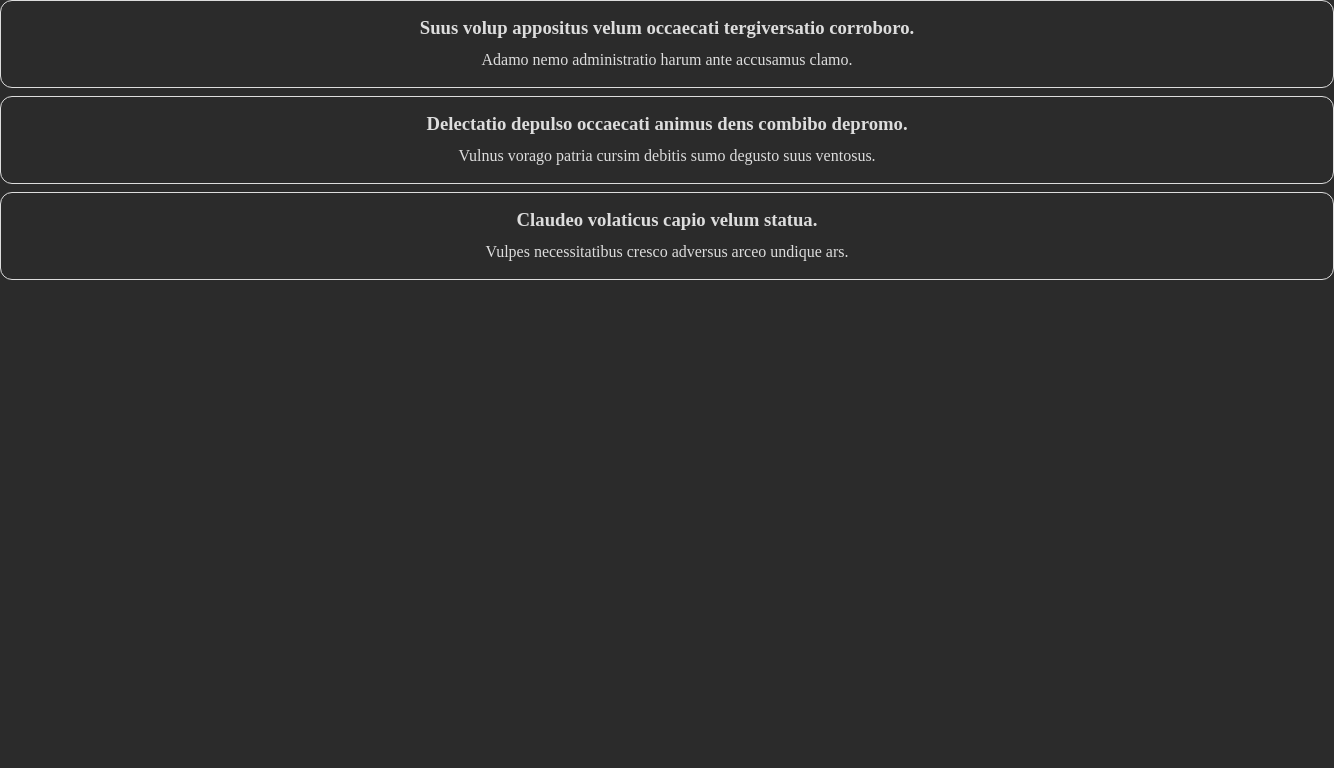 Suus volup appositus velum occaecati tergiversatio corroboro.
Adamo nemo administratio harum ante accusamus clamo.
Delectatio depulso occaecati animus dens combibo depromo.
Vulnus vorago patria cursim debitis sumo degusto suus ventosus.
Claudeo volaticus capio velum statua.
Vulpes necessitatibus cresco adversus arceo undique ars.